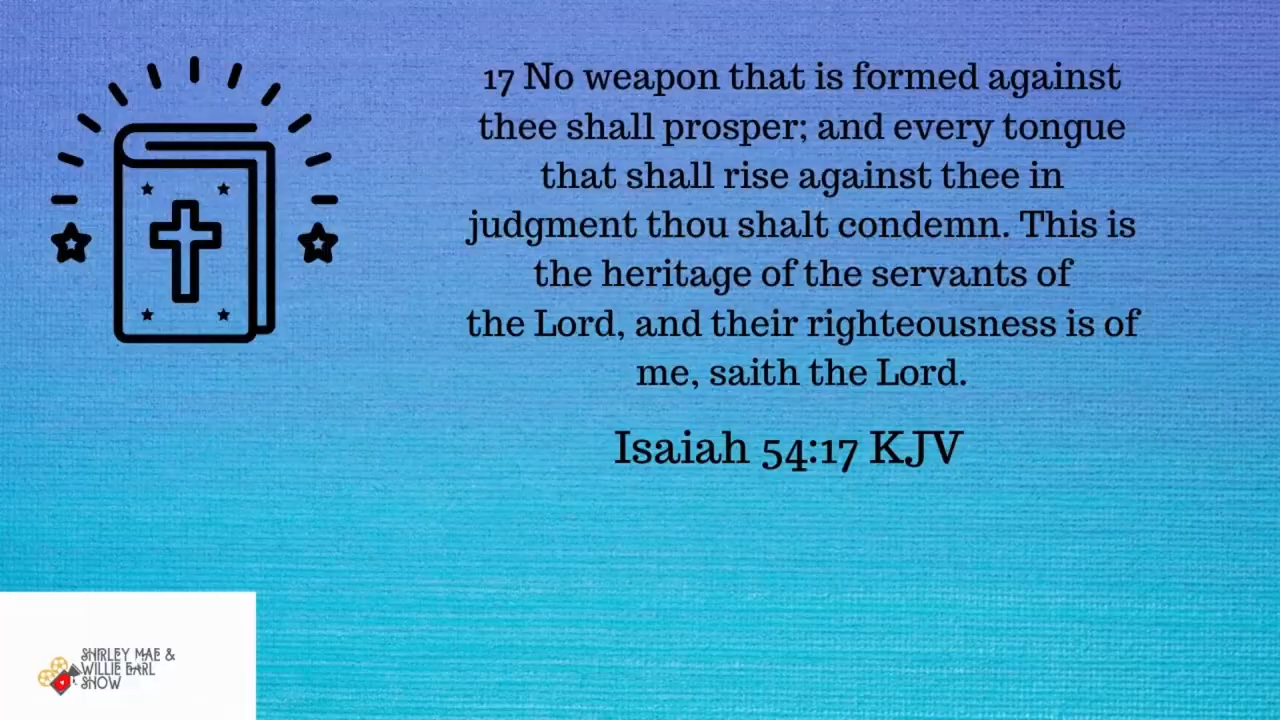 17 No weapon that is formed against
thee shall prosper; and every tongue
that shall rise against thee in
judgment thou shalt condemn. This is
the heritage of the servants of
the Lord, and their righteousness is of
me, saith the Lord.
Isaiah 54:17 KJV
SHIRLEY MAE &
WILLIE EARL
SHOW